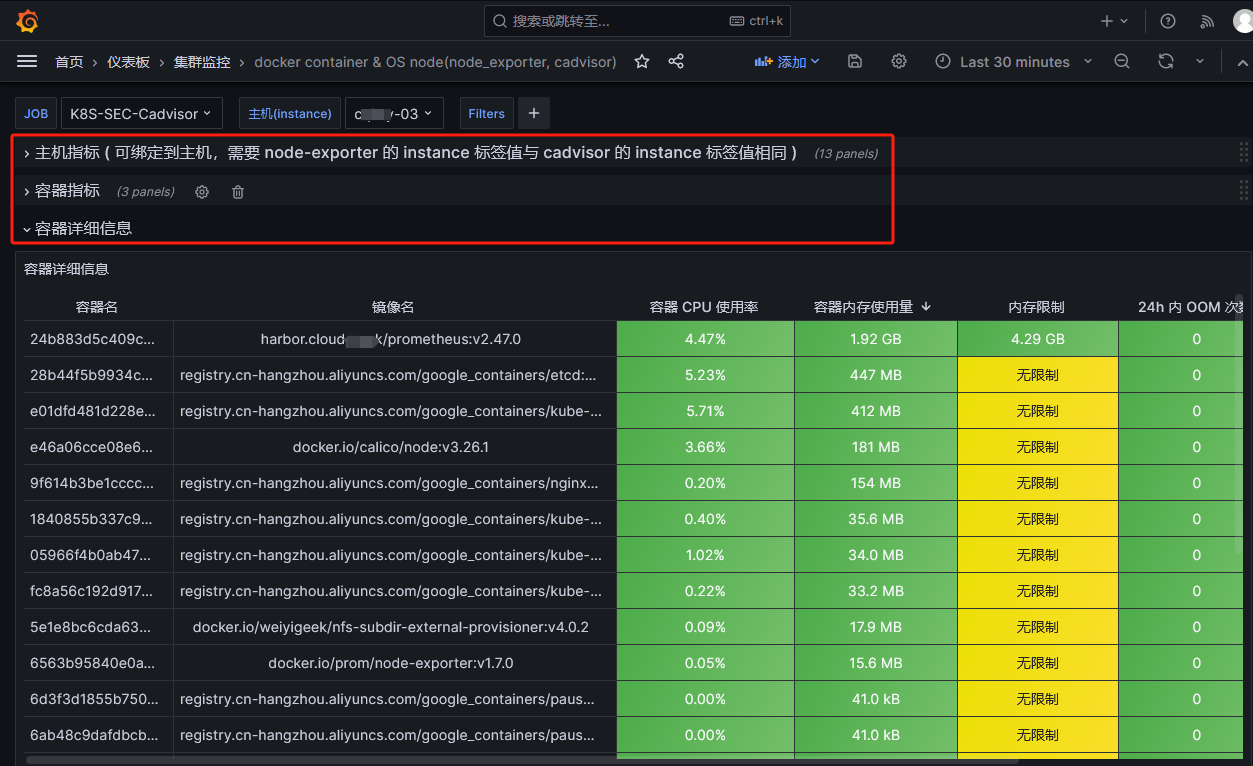 搜索或跳转至... ctrl+k
首页 › 仪表板 › 集群监控 › docker container & OS node(node_exporter, cadvisor) 添加 Last 30 minutes
JOB K8S-SEC-Cadvisor 主机(instance) -03 Filters +
主机指标 ( 可绑定到主机，需要 node-exporter 的 instance 标签值与 cadvisor 的 instance 标签值相同 ) (13 panels)
容器指标 (3 panels)
容器详细信息
容器详细信息
容器名 镜像名 容器 CPU 使用率 容器内存使用量 ↓ 内存限制 24h 内 OOM 次数
24b883d5c409c... harbor.cloud k/prometheus:v2.47.0 4.47% 1.92 GB 4.29 GB 0
28b44f5b9934c... registry.cn-hangzhou.aliyuncs.com/google_containers/etcd:... 5.23% 447 MB 无限制 0
e01dfd481d228e... registry.cn-hangzhou.aliyuncs.com/google_containers/kube-... 5.71% 412 MB 无限制 0
e46a06cce08e6... docker.io/calico/node:v3.26.1 3.66% 181 MB 无限制 0
9f614b3be1cccc... registry.cn-hangzhou.aliyuncs.com/google_containers/nginx... 0.20% 154 MB 无限制 0
1840855b337c9... registry.cn-hangzhou.aliyuncs.com/google_containers/kube-... 0.40% 35.6 MB 无限制 0
05966f4b0ab47... registry.cn-hangzhou.aliyuncs.com/google_containers/kube-... 1.02% 34.0 MB 无限制 0
fc8a56c192d917... registry.cn-hangzhou.aliyuncs.com/google_containers/kube-... 0.22% 33.2 MB 无限制 0
5e1e8bc6cda63... docker.io/weiyigeek/nfs-subdir-external-provisioner:v4.0.2 0.09% 17.9 MB 无限制 0
6563b95840e0a... docker.io/prom/node-exporter:v1.7.0 0.05% 15.6 MB 无限制 0
6d3f3d1855b750... registry.cn-hangzhou.aliyuncs.com/google_containers/paus... 0.00% 41.0 kB 无限制 0
6ab48c9dafdbcb... registry.cn-hangzhou.aliyuncs.com/google_containers/paus... 0.00% 41.0 kB 无限制 0